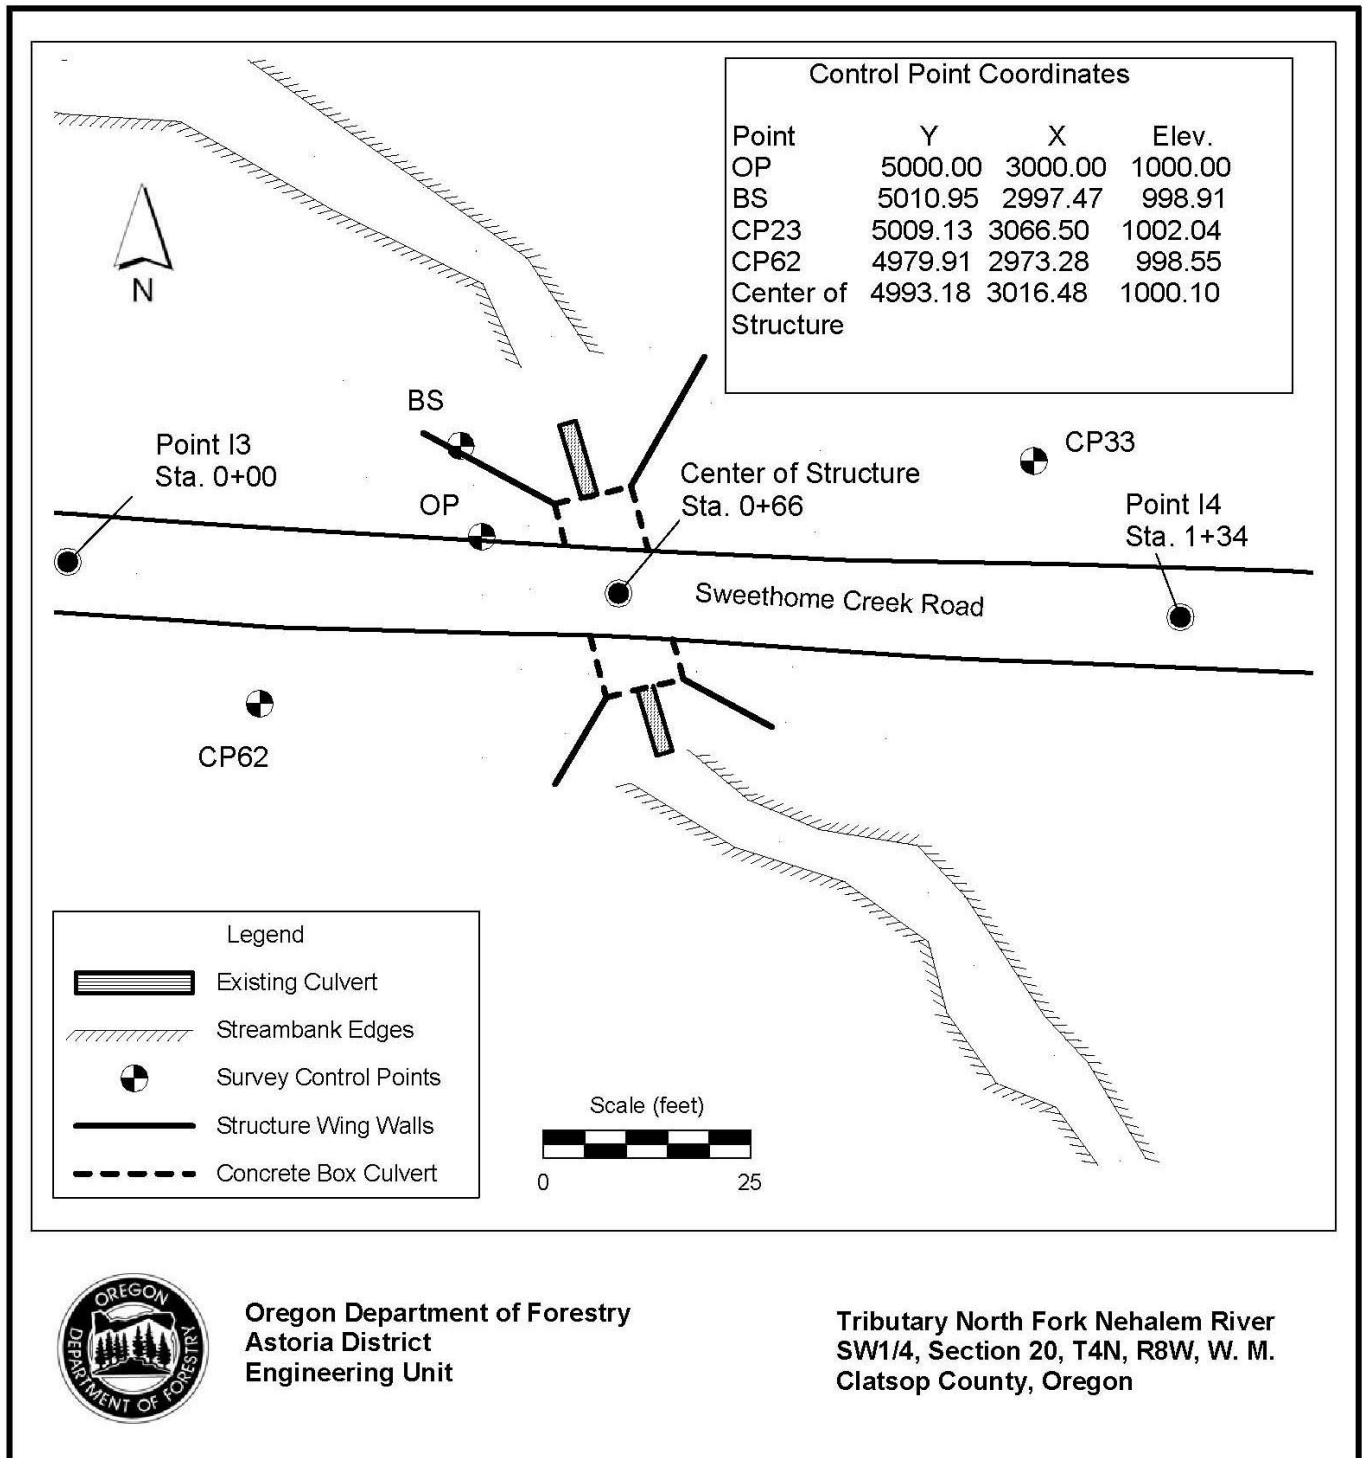 Control Point Coordinates
Point Y X Elev.
OP 5000.00 3000.00 1000.00
BS 5010.95 2997.47 998.91
CP23 5009.13 3066.50 1002.04
CP62 4979.91 2973.28 998.55
Center of 4993.18 3016.48 1000.10
Structure
N
BS
Point I3
Sta. 0+00
OP
Center of Structure
Sta. 0+66
CP33
Point I4
Sta. 1+34
Sweethome Creek Road
CP62
Legend
Existing Culvert
Streambank Edges
Survey Control Points
Structure Wing Walls
Concrete Box Culvert
Scale (feet)
0 25
OREGON
DEPARTMENT OF FORESTRY
Oregon Department of Forestry
Astoria District
Engineering Unit
Tributary North Fork Nehalem River
SW1/4, Section 20, T4N, R8W, W. M.
Clatsop County, Oregon